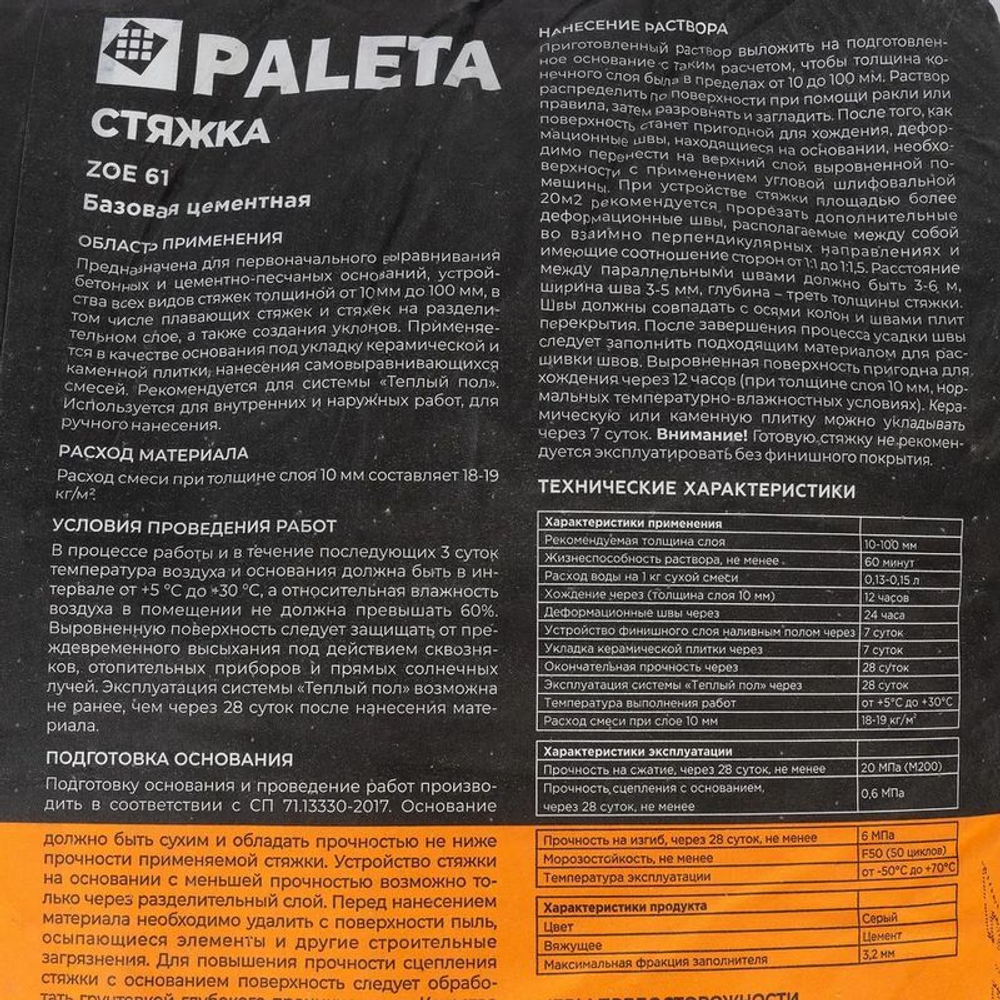 PALETA
СТЯЖКА
ZOE 61
Базовая цементная
ОБЛАСТЬ ПРИМЕНЕНИЯ
Предназначена для первоначального выравнивания
бетонных и цементно-песчаных оснований, устрой-
ства всех видов стяжек толщиной от 10 мм до 100 мм, в
том числе плавающих стяжек и стяжек на раздели-
тельном слое, а также создания уклонов. Применяе-
тся в качестве основания под укладку керамической и
каменной плитки, нанесения самовыравнивающихся
смесей. Рекомендуется для системы «Теплый пол».
Используется для внутренних и наружных работ, для
ручного нанесения.
РАСХОД МАТЕРИАЛА
Расход смеси при толщине слоя 10 мм составляет 18-19
кг/м²
УСЛОВИЯ ПРОВЕДЕНИЯ РАБОТ
В процессе работы и в течение последующих 3 суток
температура воздуха и основания должна быть в ин-
тервале от +5 °С до +30 °С, а относительная влажность
воздуха в помещении не должна превышать 60%.
Выровненную поверхность следует защищать от пре-
ждевременного высыхания под действием сквозня-
ков, отопительных приборов и прямых солнечных
лучей. Эксплуатация системы «Теплый пол» возможна
не ранее, чем через 28 суток после нанесения мате-
риала.
ПОДГОТОВКА ОСНОВАНИЯ
Подготовку основания и проведение работ произво-
дить в соответствии с СП 71.13330-2017. Основание
должно быть сухим и обладать прочностью не ниже
прочности применяемой стяжки. Устройство стяжки
на основании с меньшей прочностью возможно то-
лько через разделительный слой. Перед нанесением
материала необходимо удалить с поверхности пыль,
осыпающиеся элементы и другие строительные
загрязнения. Для повышения прочности сцепления
стяжки с основанием поверхность следует обрабо-
тать грунтовкой глубокого
НАНЕСЕНИЕ РАСТВОРА
Приготовленный раствор выложить на подготовлен-
ное основание с таким расчетом, чтобы толщина ко-
нечного слоя была в пределах от 10 до 100 мм. Раствор
распределить по поверхности при помощи ракли или
правила, затем разровнять и загладить. После того, как
поверхность станет пригодной для хождения, дефор-
мационные швы, находящиеся на основании, необхо-
димо перенести на верхний слой выровненной по-
верхности с применением угловой шлифовальной
машины. При устройстве стяжки площадью более
20м2 рекомендуется прорезать дополнительные
деформационные швы, располагаемые между собой
во взаимно перпендикулярных направлениях и
имеющие соотношение сторон от 1:1 до 1:1,5. Расстояние
между параллельными швами должно быть 3-6 м,
ширина шва 3-5 мм, глубина – треть толщины стяжки.
Швы должны совпадать с осями колон и швами плит
перекрытия. После завершения процесса усадки швы
следует заполнить подходящим материалом для рас-
шивки швов. Выровненная поверхность пригодна для
хождения через 12 часов (при толщине слоя 10 мм, нор-
мальных температурно-влажностных условиях). Кера-
мическую или каменную плитку можно укладывать
через 7 суток. Внимание! Готовую стяжку не рекомен-
дуется эксплуатировать без финишного покрытия.
ТЕХНИЧЕСКИЕ ХАРАКТЕРИСТИКИ
Характеристики применения
Рекомендуемая толщина слоя 10-100 мм
Жизнеспособность раствора, не менее 60 минут
Расход воды на 1 кг сухой смеси 0,13-0,15 л
Хождение через (толщина слоя 10 мм) 12 часов
Деформационные швы через 24 часа
Устройство финишного слоя наливным полом через 7 суток
Укладка керамической плитки через 7 суток
Окончательная прочность через 28 суток
Эксплуатация системы «Теплый пол» через 28 суток
Температура выполнения работ от +5°С до +30°С
Расход смеси при слое 10 мм 18-19 кг/м²
Характеристики эксплуатации
Прочность на сжатие, через 28 суток, не менее 20 МПа (М200)
Прочность сцепления с основанием,
через 28 суток, не менее 0,6 МПа
Прочность на изгиб, через 28 суток, не менее 6 МПа
Морозостойкость, не менее F50 (50 циклов)
Температура эксплуатации от -50°С до +70°С
Характеристики продукта
Цвет Серый
Вяжущее Цемент
Максимальная фракция заполнителя 3,2 мм